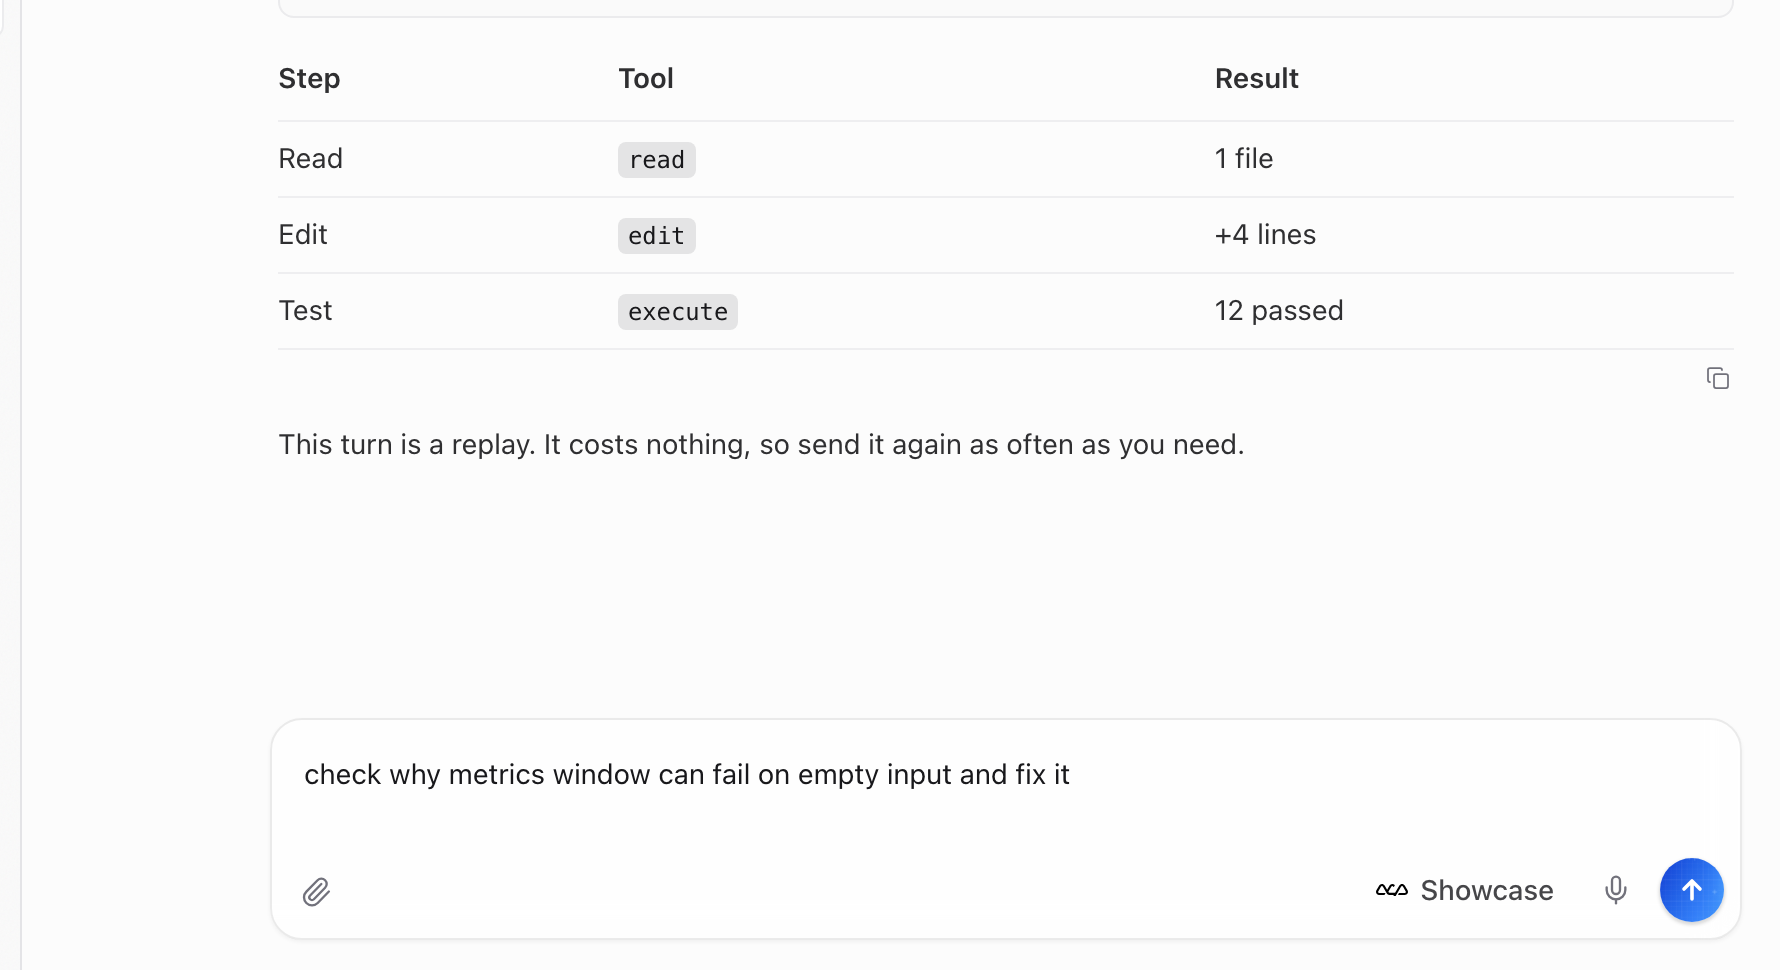 Step Tool Result
Read read 1 file
Edit edit +4 lines
Test execute 12 passed
This turn is a replay. It costs nothing, so send it again as often as you need.
check why metrics window can fail on empty input and fix it
Showcase